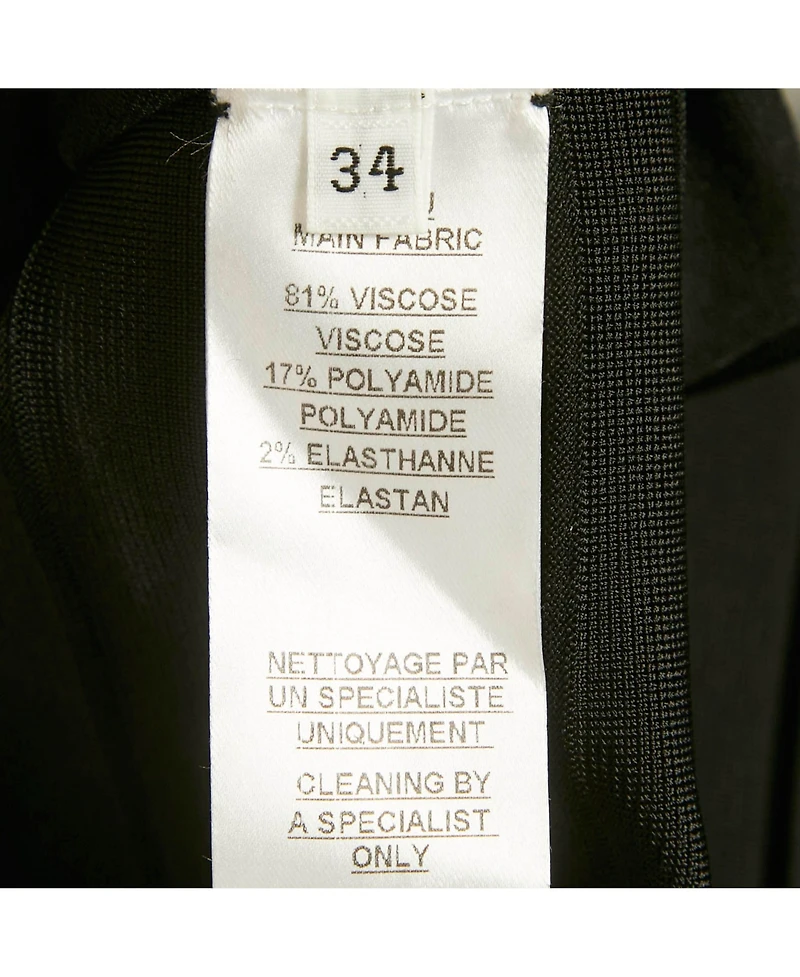 34
MAIN FABRIC
81% VISCOSE
VISCOSE
17% POLYAMIDE
POLYAMIDE
2% ELASTHANNE
ELASTAN
NETTOYAGE PAR
UN SPECIALISTE
UNIQUEMENT
CLEANING BY
A SPECIALIST
ONLY